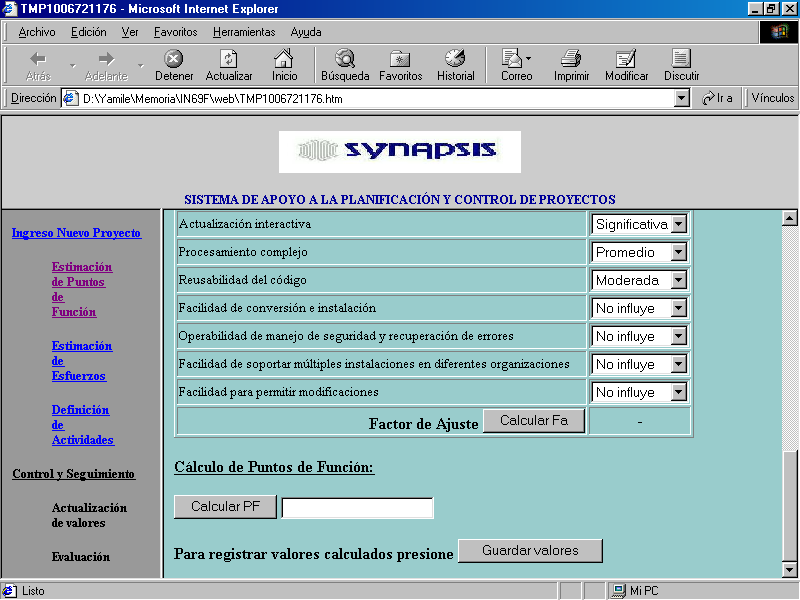 TMP1006721176 - Microsoft Internet Explorer
Archivo Edición Ver Favoritos Herramientas Ayuda
Atrás Adelante Detener Actualizar Inicio Búsqueda Favoritos Historial Correo Imprimir Modificar Discutir
Dirección D:\Yamile\Memoria\IN69F\web\TMP1006721176.htm Ir a Vínculos
SYNAPSIS
SISTEMA DE APOYO A LA PLANIFICACIÓN Y CONTROL DE PROYECTOS
Ingreso Nuevo Proyecto
Estimación
de Puntos
de
Función
Estimación
de
Esfuerzos
Definición
de
Actividades
Control y Seguimiento
Actualización
de valores
Evaluación
Actualización interactiva Significativa
Procesamiento complejo Promedio
Reusabilidad del código Moderada
Facilidad de conversión e instalación No influye
Operabilidad de manejo de seguridad y recuperación de errores No influye
Facilidad de soportar múltiples instalaciones en diferentes organizaciones No influye
Facilidad para permitir modificaciones No influye
Factor de Ajuste Calcular Fa -
Cálculo de Puntos de Función:
Calcular PF
Para registrar valores calculados presione Guardar valores
Listo Mi PC